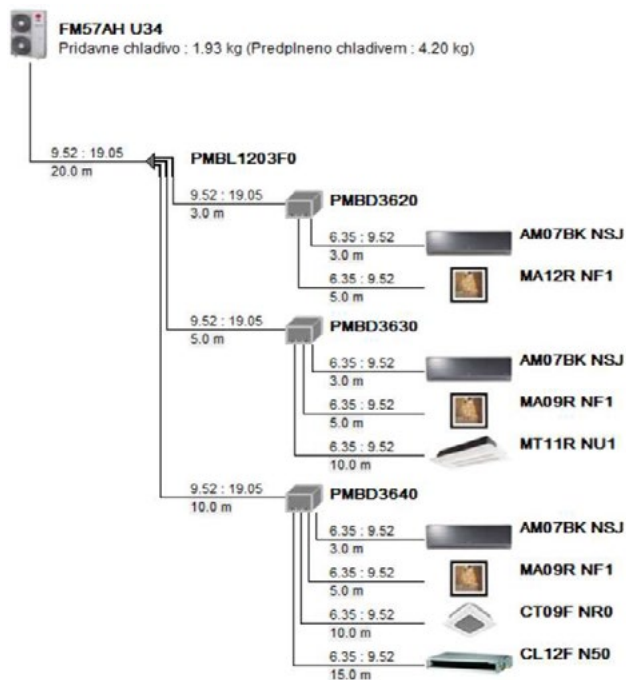 FM57AH U34
Pridavne chladivo : 1.93 kg (Predplneno chladivem : 4.20 kg)
9.52 : 19.05
20.0 m
PMBL1203F0
9.52 : 19.05
3.0 m
PMBD3620
6.35 : 9.52
3.0 m
AM07BK NSJ
6.35 : 9.52
5.0 m
MA12R NF1
9.52 : 19.05
5.0 m
PMBD3630
6.35 : 9.52
3.0 m
AM07BK NSJ
6.35 : 9.52
5.0 m
MA09R NF1
6.35 : 9.52
10.0 m
MT11R NU1
9.52 : 19.05
10.0 m
PMBD3640
6.35 : 9.52
3.0 m
AM07BK NSJ
6.35 : 9.52
5.0 m
MA09R NF1
6.35 : 9.52
10.0 m
CT09F NR0
6.35 : 9.52
15.0 m
CL12F N50